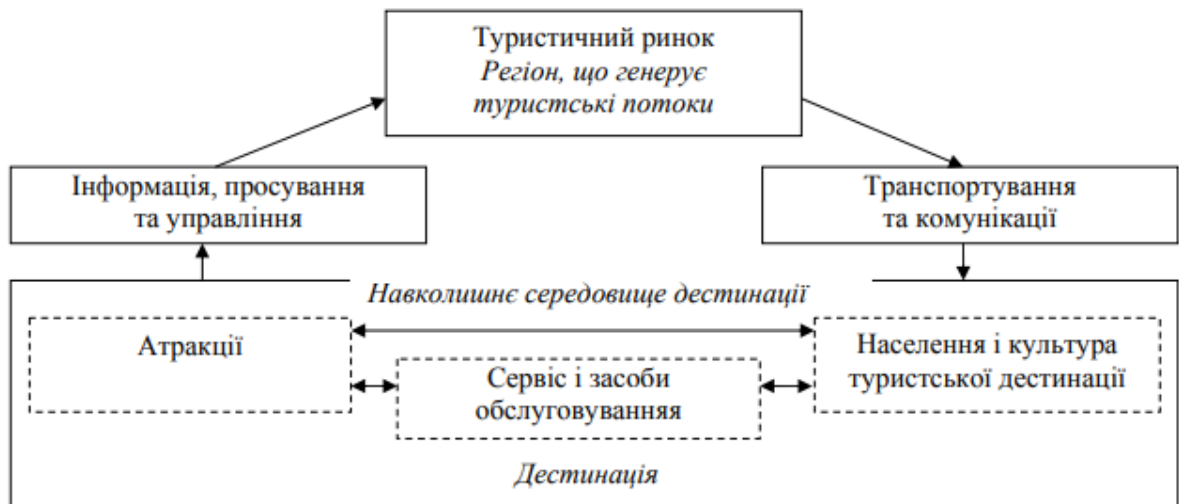 Туристичний ринок
Регіон, що генерує
туристські потоки
Інформація, просування
та управління
Транспортування
та комунікації
Навколишнє середовище дестинації
Атракції
Сервіс і засоби
обслуговуванняя
Населення і культура
туристської дестинації
Дестинація